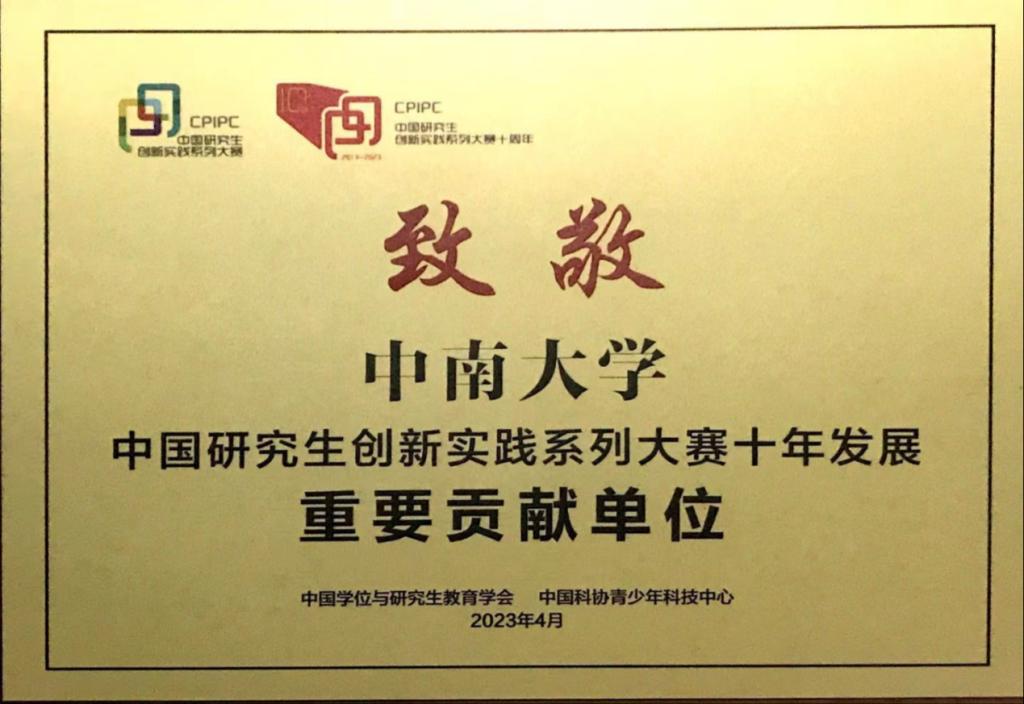 CPIPC
中国研究生
创新实践系列大赛
CPIPC
中国研究生
创新实践系列大赛十周年
2013-2023
致敬
中南大学
中国研究生创新实践系列大赛十年发展
重要贡献单位
中国学位与研究生教育学会 中国科协青少年科技中心
2023年4月